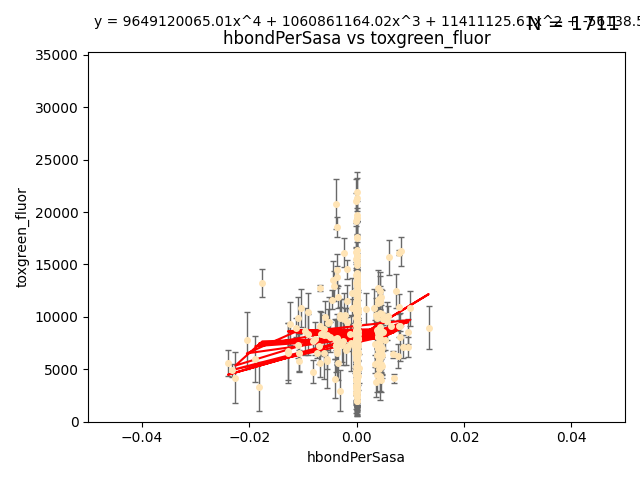 y = 9649120065.01x^4 + 1060861164.02x^3 + 11411125.61x^2 +
N = 1711
hbondPerSasa vs toxgreen_fluor
35000
30000
25000
20000
15000
10000
5000
0
toxgreen_fluor
−0.04
−0.02
0.00
0.02
0.04
hbondPerSasa